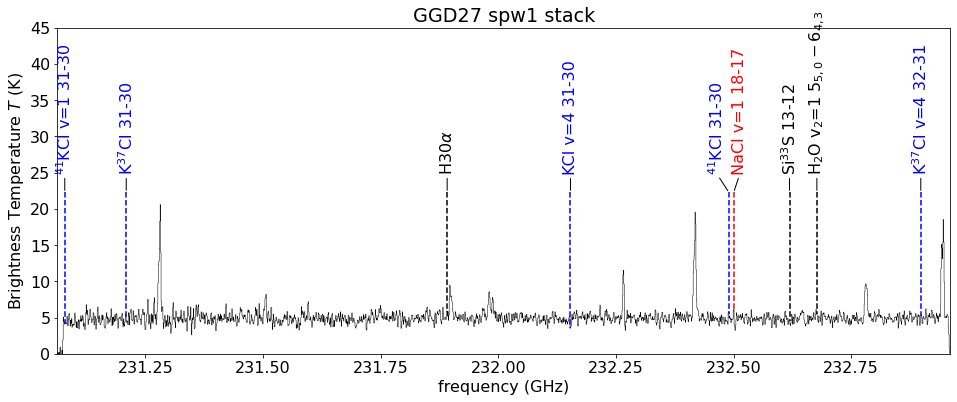 GGD27 spw1 stack
Brightness Temperature T (K)
45
40
35
30
25
20
15
10
5
0
⁴¹KCl v=1 31-30
K³⁷Cl 31-30
H30α
KCl v=4 31-30
⁴¹KCl 31-30
NaCl v=1 18-17
Si³³S 13-12
H₂O v₂=1 5₅,₀ − 6₄,₃
K³⁷Cl v=4 32-31
231.25
231.50
231.75
232.00
232.25
232.50
232.75
frequency (GHz)